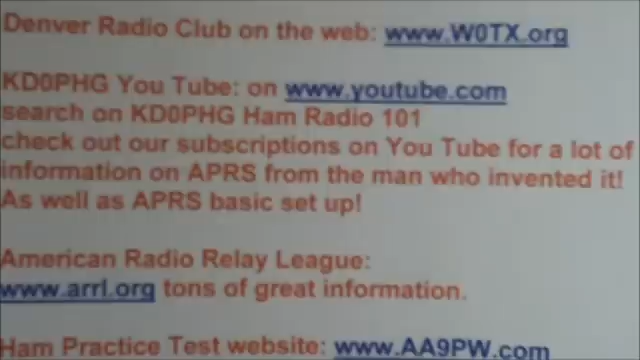 Denver Radio Club on the web: www.W0TX.org
KD0PHG You Tube: on www.youtube.com
search on KD0PHG Ham Radio 101
check out our subscriptions on You Tube for a lot of
information on APRS from the man who invented it!
As well as APRS basic set up!
American Radio Relay League:
www.arrl.org tons of great information.
Ham Practice Test website: www.AA9PW.com